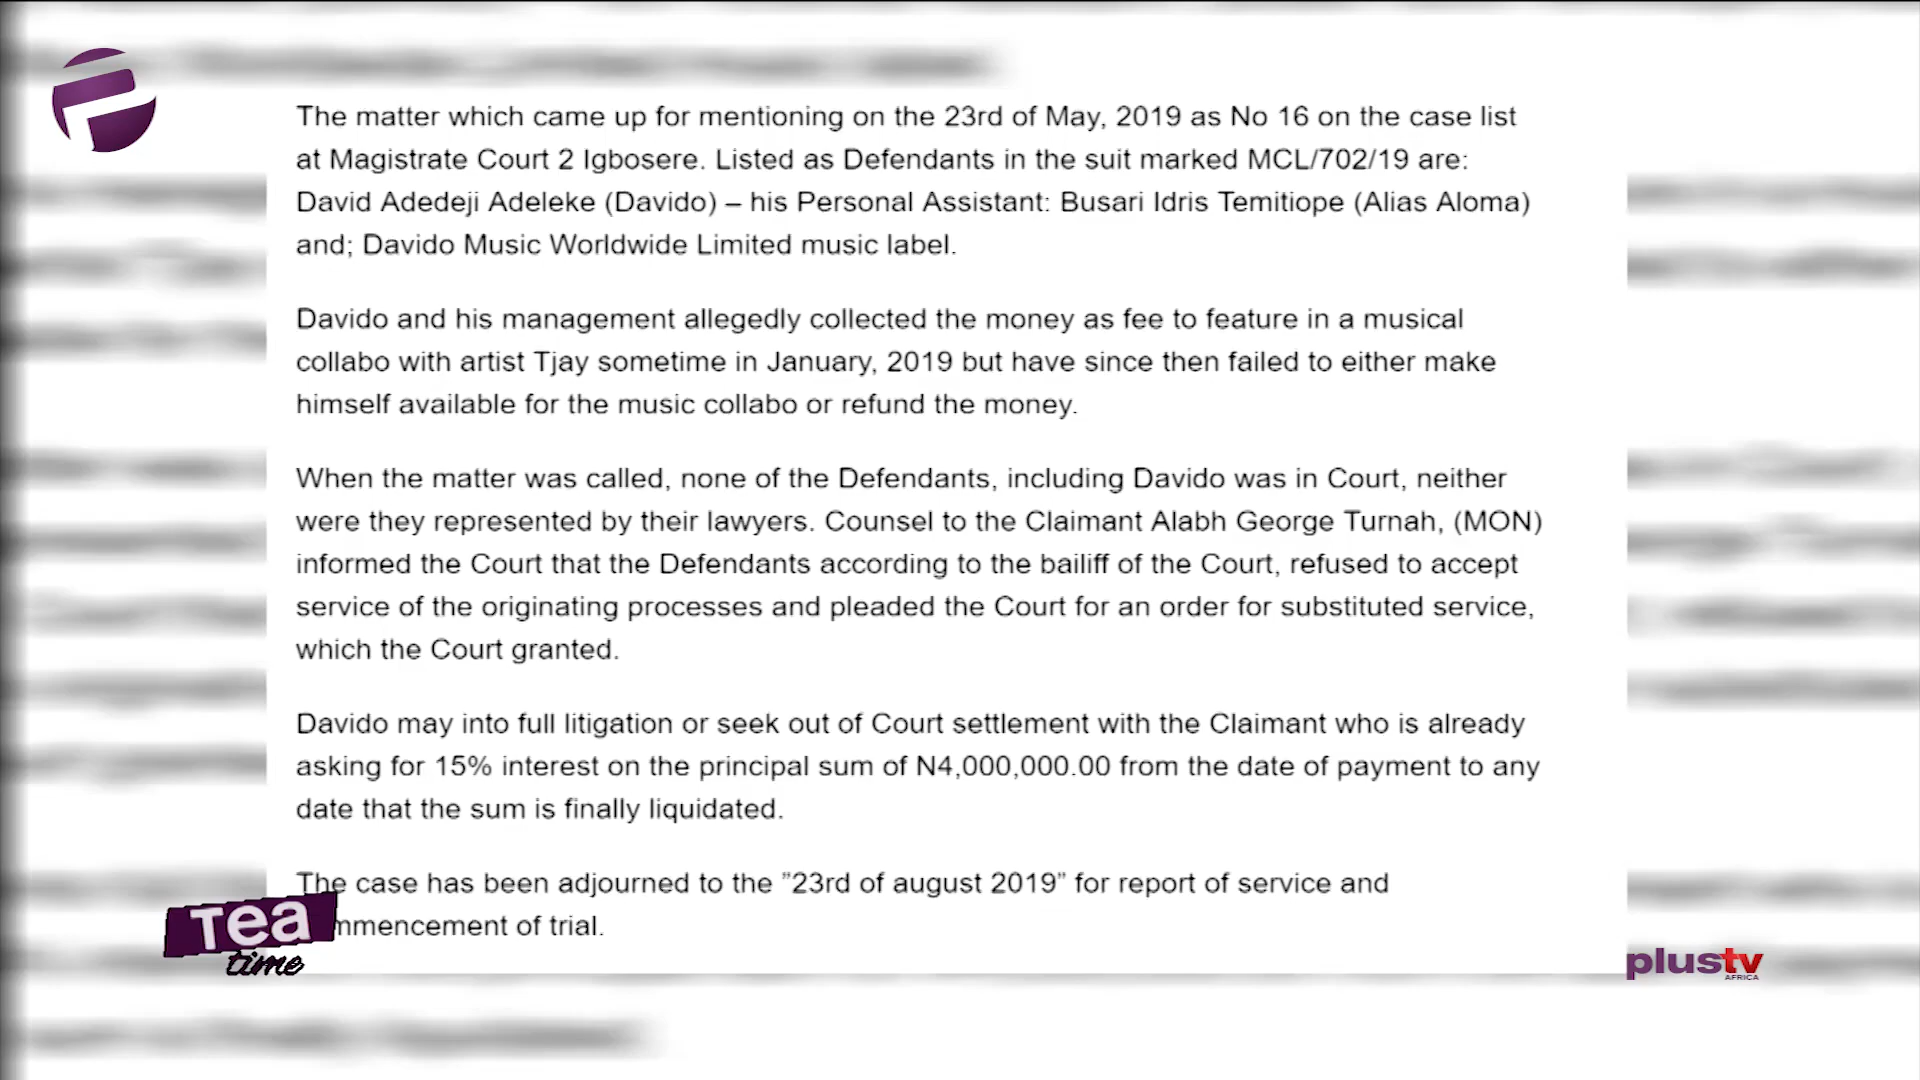 The matter which came up for mentioning on the 23rd of May, 2019 as No 16 on the case list
at Magistrate Court 2 Igbosere. Listed as Defendants in the suit marked MCL/702/19 are:
David Adedeji Adeleke (Davido) – his Personal Assistant: Busari Idris Temitiope (Alias Aloma)
and; Davido Music Worldwide Limited music label.
Davido and his management allegedly collected the money as fee to feature in a musical
collabo with artist Tjay sometime in January, 2019 but have since then failed to either make
himself available for the music collabo or refund the money.
When the matter was called, none of the Defendants, including Davido was in Court, neither
were they represented by their lawyers. Counsel to the Claimant Alabh George Turnah, (MON)
informed the Court that the Defendants according to the bailiff of the Court, refused to accept
service of the originating processes and pleaded the Court for an order for substituted service,
which the Court granted.
Davido may into full litigation or seek out of Court settlement with the Claimant who is already
asking for 15% interest on the principal sum of N4,000,000.00 from the date of payment to any
date that the sum is finally liquidated.
The case has been adjourned to the ”23rd of august 2019” for report of service and
mmencement of trial.
Tea
time
plustv
AFRICA